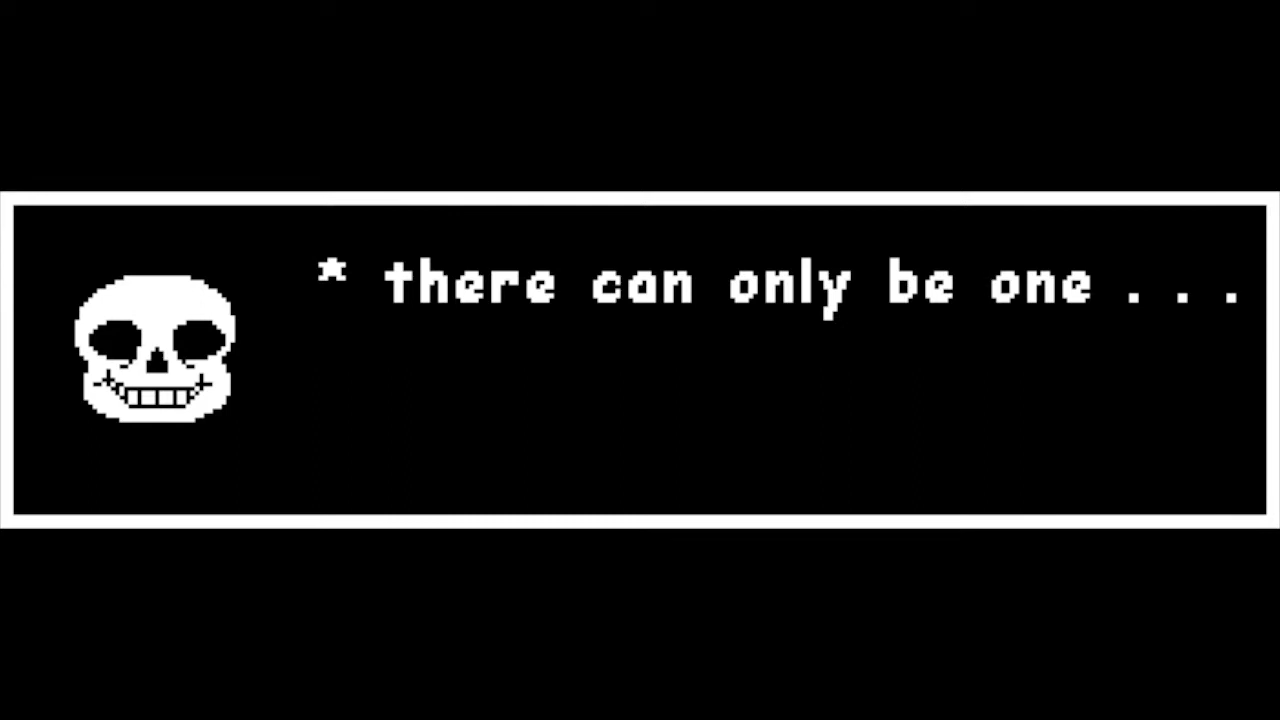 * there can only be one . . .